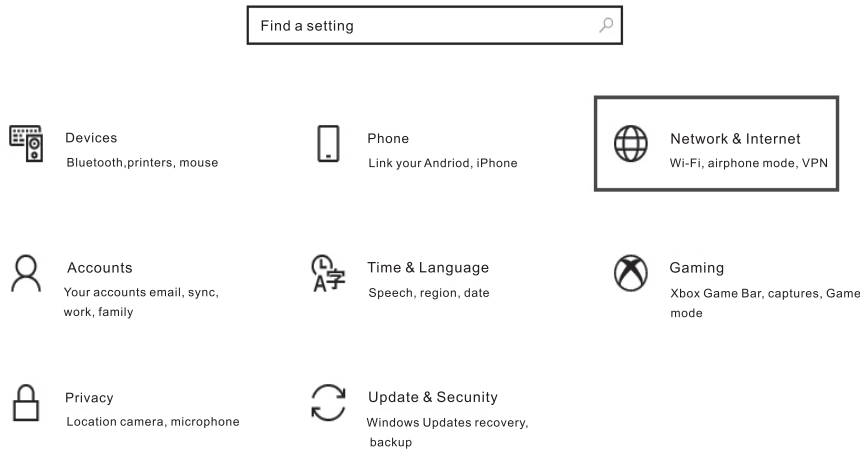 Find a setting
Devices
Bluetooth,printers, mouse
Phone
Link your Andriod, iPhone
Network & Internet
Wi-Fi, airphone mode, VPN
Accounts
Your accounts email, sync,
work, family
Time & Language
Speech, region, date
Gaming
Xbox Game Bar, captures, Game
mode
Privacy
Location camera, microphone
Update & Secunity
Windows Updates recovery,
backup